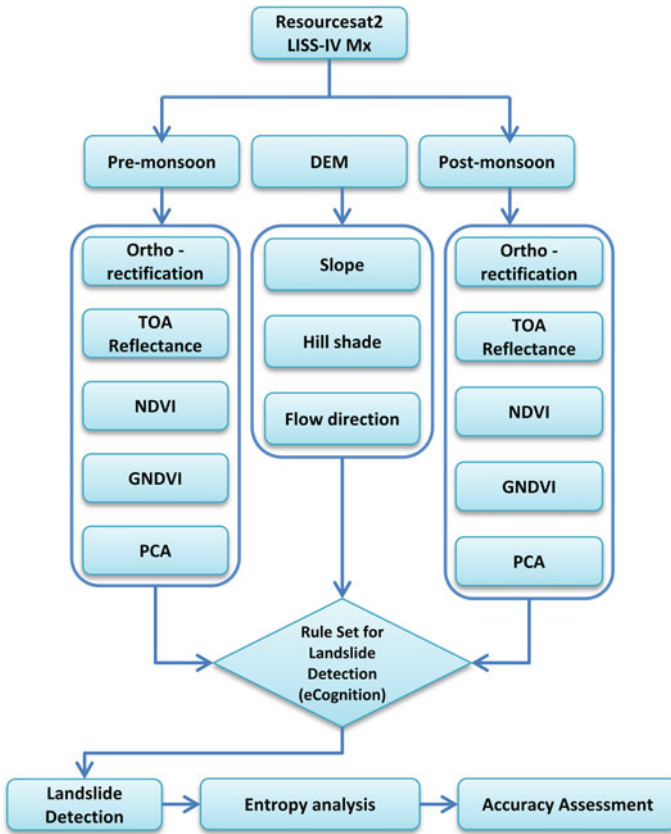 Resourcesat2
LISS-IV Mx
Pre-monsoon
DEM
Post-monsoon
Ortho -
rectification
TOA
Reflectance
NDVI
GNDVI
PCA
Slope
Hill shade
Flow direction
Ortho -
rectification
TOA
Reflectance
NDVI
GNDVI
PCA
Rule Set for
Landslide
Detection
(eCognition)
Landslide
Detection
Entropy analysis
Accuracy Assessment